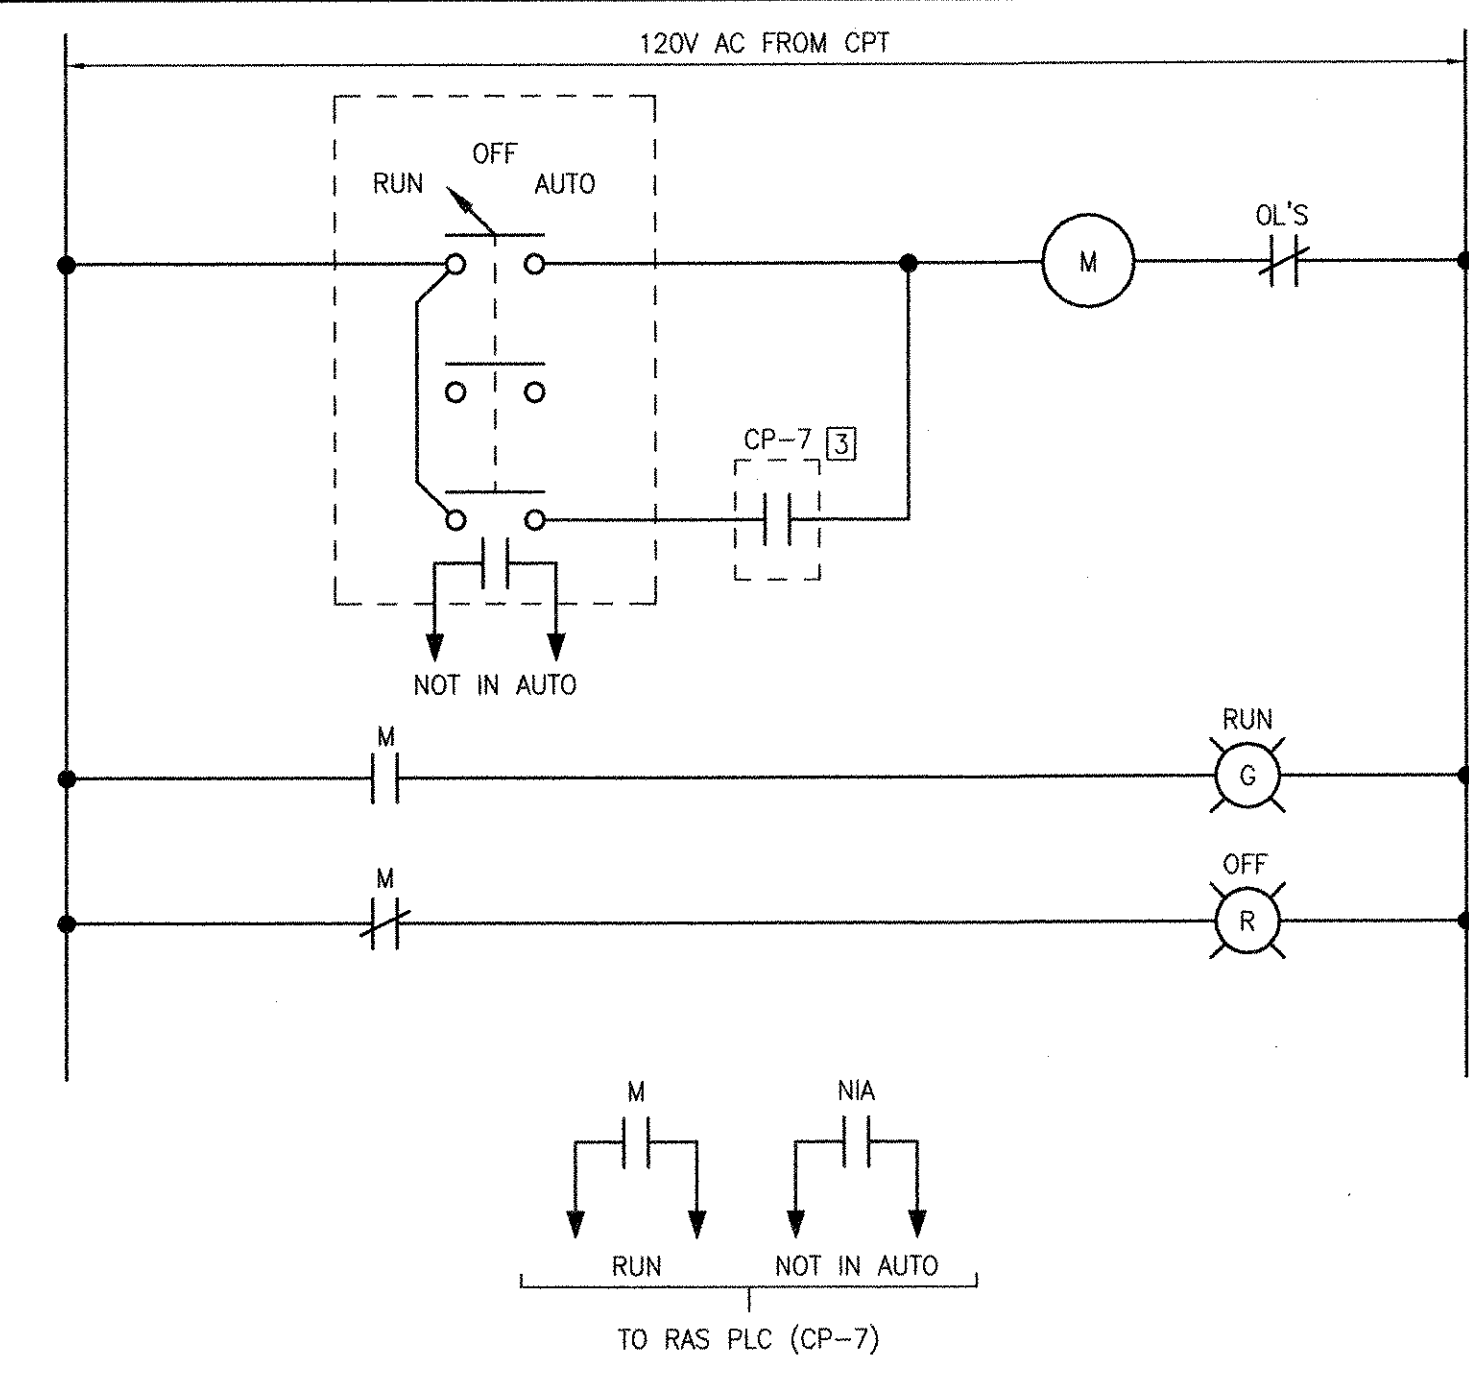 120V AC FROM CPT
OFF
RUN
AUTO
OL'S
M
CP-7 3
NOT IN AUTO
RUN
M
G
OFF
M
R
M
NIA
RUN
NOT IN AUTO
TO RAS PLC (CP-7)